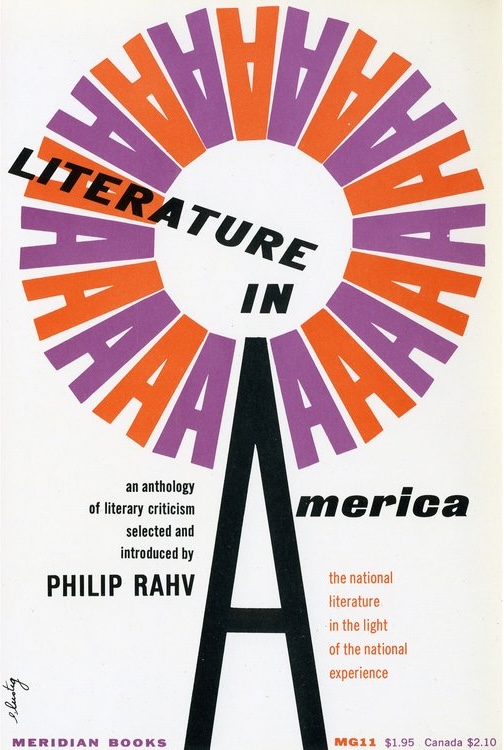 A A A A A A A A A A A A A A A A A A A
LITERATURE
IN
America
an anthology
of literary criticism
selected and
introduced by
PHILIP RAHV
the national
literature
in the light
of the national
experience
elustig
MERIDIAN BOOKS MG11 $1.95 Canada $2.10